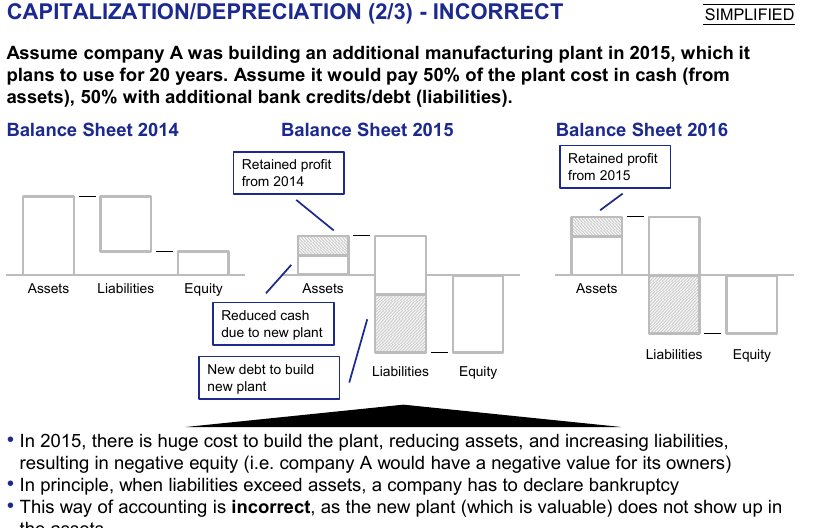 CAPITALIZATION/DEPRECIATION (2/3) - INCORRECT
SIMPLIFIED
Assume company A was building an additional manufacturing plant in 2015, which it
plans to use for 20 years. Assume it would pay 50% of the plant cost in cash (from
assets), 50% with additional bank credits/debt (liabilities).
Balance Sheet 2014
Balance Sheet 2015
Balance Sheet 2016
Retained profit
from 2014
Retained profit
from 2015
Assets
Liabilities
Equity
Assets
Assets
Reduced cash
due to new plant
New debt to build
new plant
Liabilities
Equity
Liabilities
Equity
• In 2015, there is huge cost to build the plant, reducing assets, and increasing liabilities,
resulting in negative equity (i.e. company A would have a negative value for its owners)
• In principle, when liabilities exceed assets, a company has to declare bankruptcy
• This way of accounting is incorrect, as the new plant (which is valuable) does not show up in
the assets